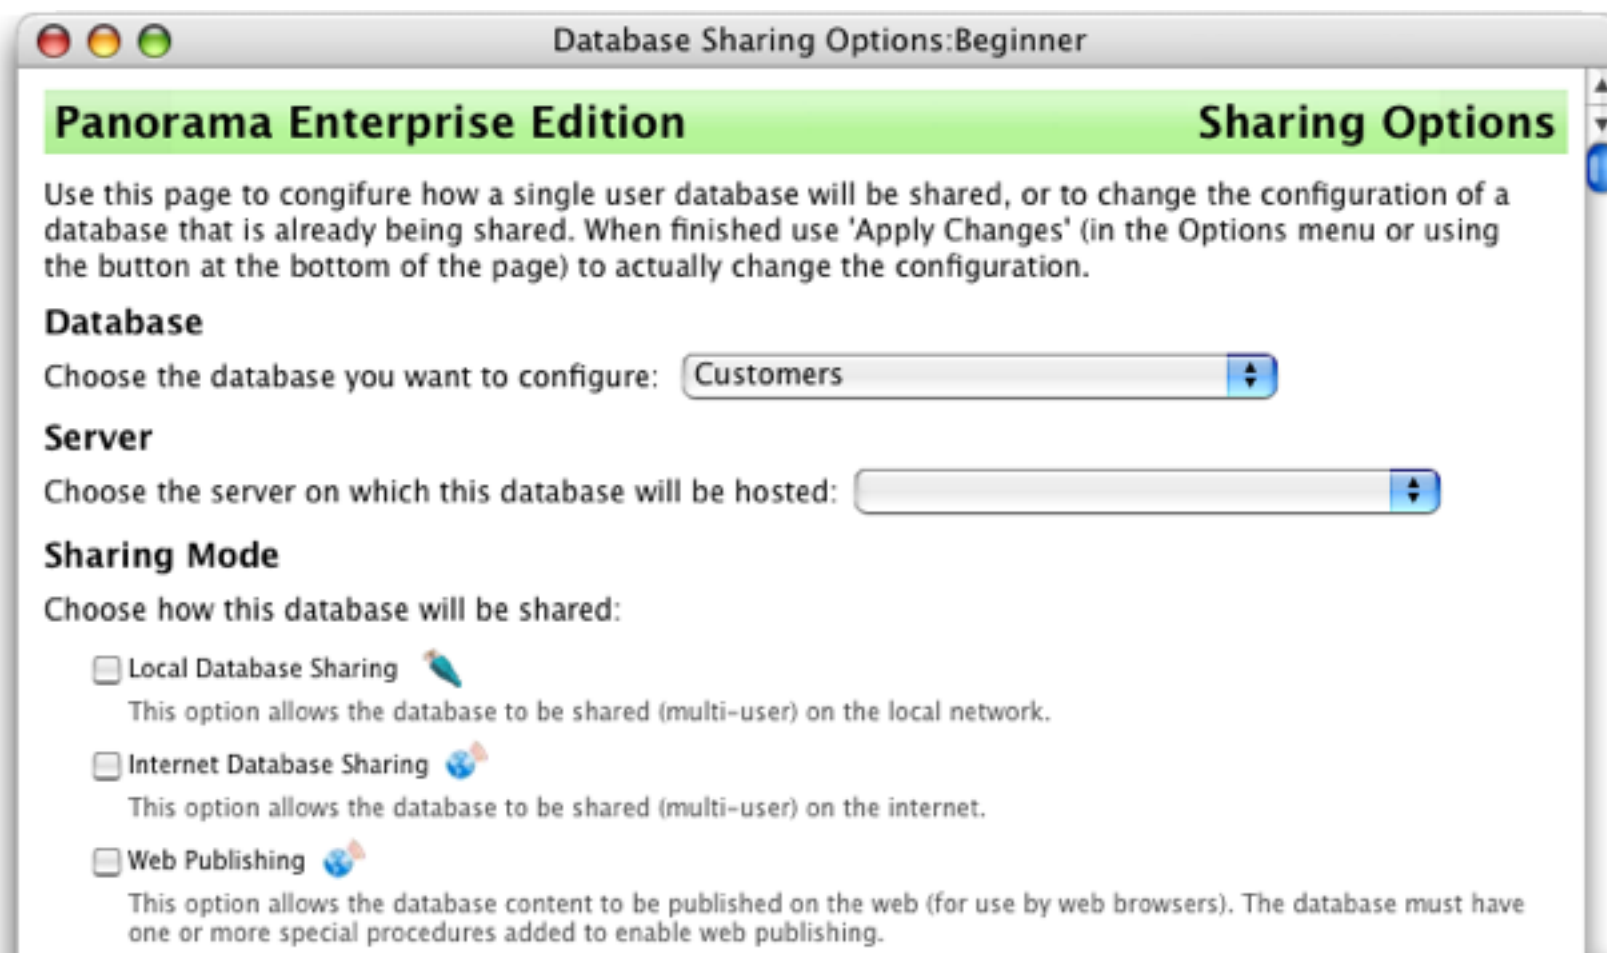 Database Sharing Options:Beginner
Panorama Enterprise Edition Sharing Options
Use this page to congifure how a single user database will be shared, or to change the configuration of a
database that is already being shared. When finished use 'Apply Changes' (in the Options menu or using
the button at the bottom of the page) to actually change the configuration.
Database
Choose the database you want to configure: Customers
Server
Choose the server on which this database will be hosted:
Sharing Mode
Choose how this database will be shared:
Local Database Sharing
This option allows the database to be shared (multi-user) on the local network.
Internet Database Sharing
This option allows the database to be shared (multi-user) on the internet.
Web Publishing
This option allows the database content to be published on the web (for use by web browsers). The database must have
one or more special procedures added to enable web publishing.